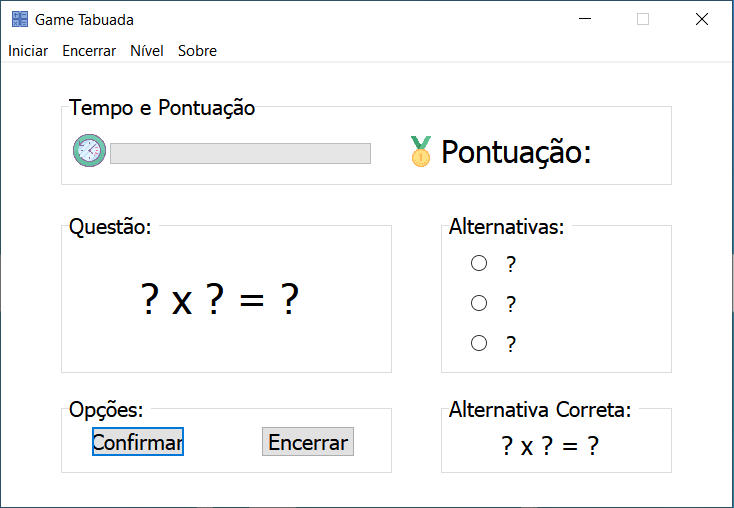 Game Tabuada
Iniciar Encerrar Nível Sobre
Tempo e Pontuação
Pontuação:
Questão:
? x ? = ?
Alternativas:
?
?
?
Opções:
Confirmar Encerrar
Alternativa Correta:
? x ? = ?